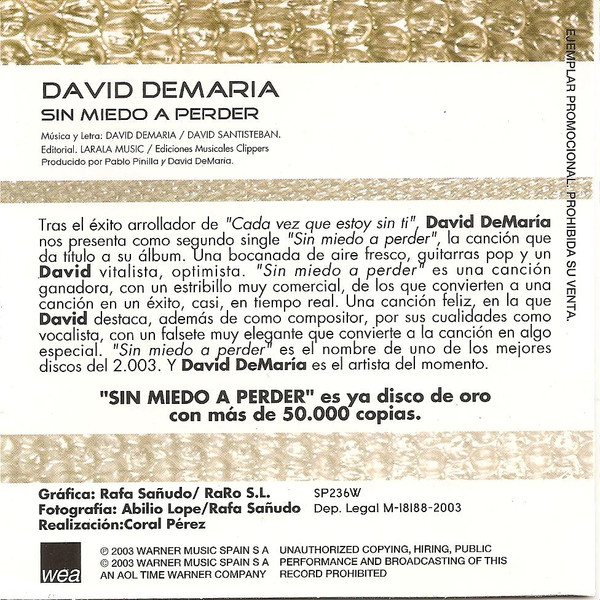 DAVID DEMARIA
SIN MIEDO A PERDER
Música y Letra: DAVID DEMARIA / DAVID SANTISTEBAN.
Editorial. LARALA MUSIC / Ediciones Musicales Clippers
Producido por Pablo Pinilla y David DeMaría.
EJEMPLAR PROMOCIONAL. PROHIBIDA SU VENTA.
Tras el éxito arrollador de "Cada vez que estoy sin ti", David DeMaría
nos presenta como segundo single "Sin miedo a perder", la canción que
da título a su álbum. Una bocanada de aire fresco, guitarras pop y un
David vitalista, optimista. "Sin miedo a perder" es una canción
ganadora, con un estribillo muy comercial, de los que convierten a una
canción en un éxito, casi, en tiempo real. Una canción feliz, en la que
David destaca, además de como compositor, por sus cualidades como
vocalista, con un falsete muy elegante que convierte a la canción en algo
especial. "Sin miedo a perder" es el nombre de uno de los mejores
discos del 2.003. Y David DeMaría es el artista del momento.
"SIN MIEDO A PERDER" es ya disco de oro
con más de 50.000 copias.
Gráfica: Rafa Sañudo/ RaRo S.L.
Fotografía: Abilio Lope/Rafa Sañudo
Realización:Coral Pérez
SP236W
Dep. Legal M-18188-2003
wea
℗ 2003 WARNER MUSIC SPAIN S A
© 2003 WARNER MUSIC SPAIN S A
AN AOL TIME WARNER COMPANY
UNAUTHORIZED COPYING, HIRING, PUBLIC
PERFORMANCE AND BROADCASTING OF THIS
RECORD PROHIBITED